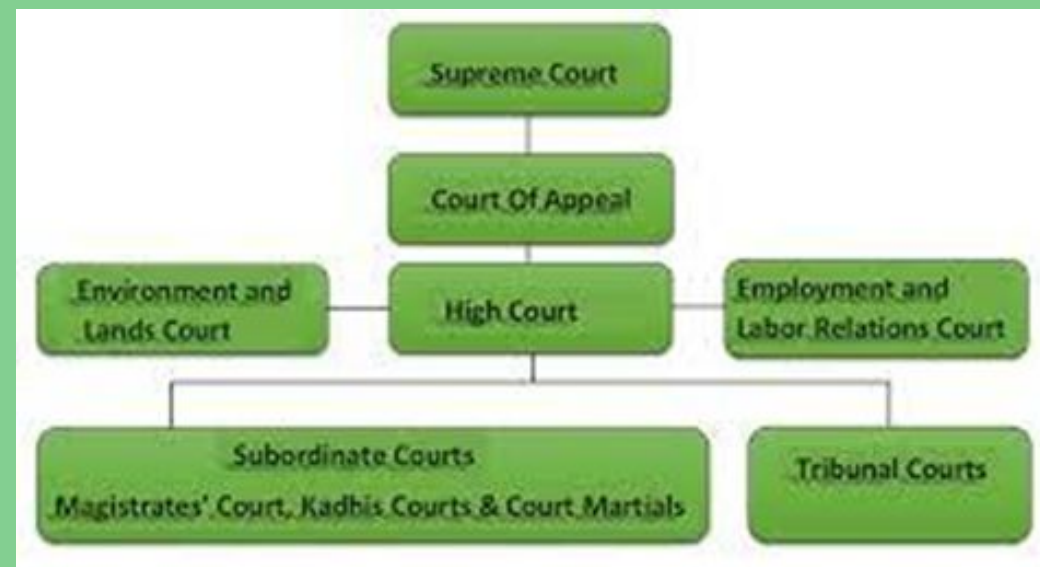 Supreme Court
Court Of Appeal
Environment and
Lands Court
High Court
Employment and
Labor Relations Court
Subordinate Courts
Magistrates' Court, Kadhis Courts & Court Martials
Tribunal Courts